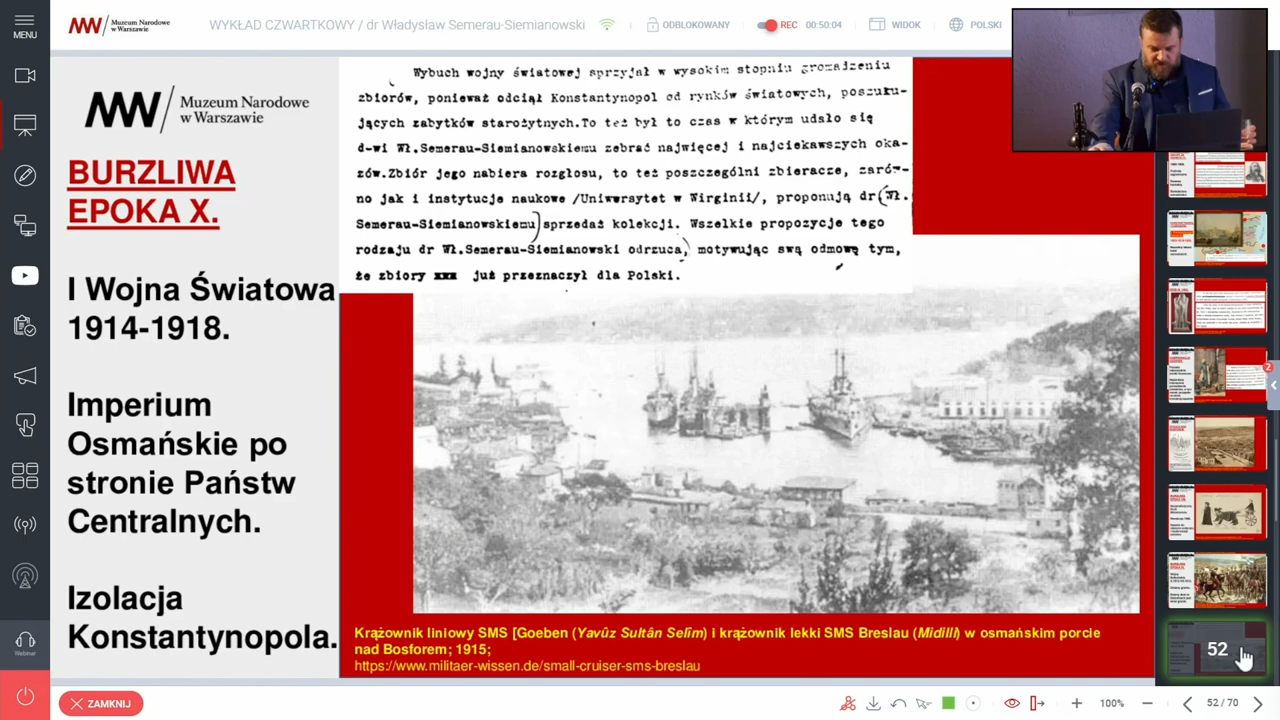 MENU
Muzeum Narodowe
w Warszawie
WYKŁAD CZWARTKOWY / dr Władysław Semerau-Siemianowski
ODBLOKOWANY
REC
00:50:04
WIDOK
POLSKI
MW
Muzeum Narodowe
w Warszawie
BURZLIWA
EPOKA X.
I Wojna Światowa
1914-1918.
Imperium
Osmańskie po
stronie Państw
Centralnych.
Izolacja
Konstantynopola.
Wybuch wojny światowej sprzyjał w wysokim stopniu gromadzeniu
zbiorów, ponieważ odciął Konstantynopol od rynków światowych, poszuku-
jących zabytków starożytnych.To też był to czas w którym udało się
d-wi Wł.Semerau-Siemianowskiemu zebrać najwięcej i najciekawszych oka-
zów.Zbiór jego nabiera rozgłosu, to też poszczególni zbieracze, zarów-
no jak i instytucje naukowe /Uniwersytet w Wirginji/, proponują dr(Wł.
Semerau-Siemianowskiemu)sprzedaż kolekcji. Wszelkie propozycje tego
rodzaju dr Wł.Semerau-Siemianowski odrzuca, motywując swą odmowę tym,
że zbiory xxx już przeznaczył dla Polski.
Krążownik liniowy SMS [Goeben (Yavûz Sultân Selîm) i krążownik lekki SMS Breslau (Midilli) w osmańskim porcie
nad Bosforem; 1915;
https://www.militaer-wissen.de/small-cruiser-sms-breslau
2
52
Webinar
ZAMKNIJ
100%
52 / 70